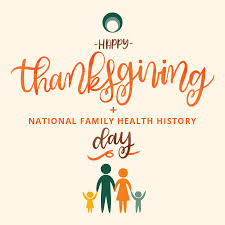 -HAPPY-
thanksgiving
+
NATIONAL FAMILY HEALTH HISTORY
day